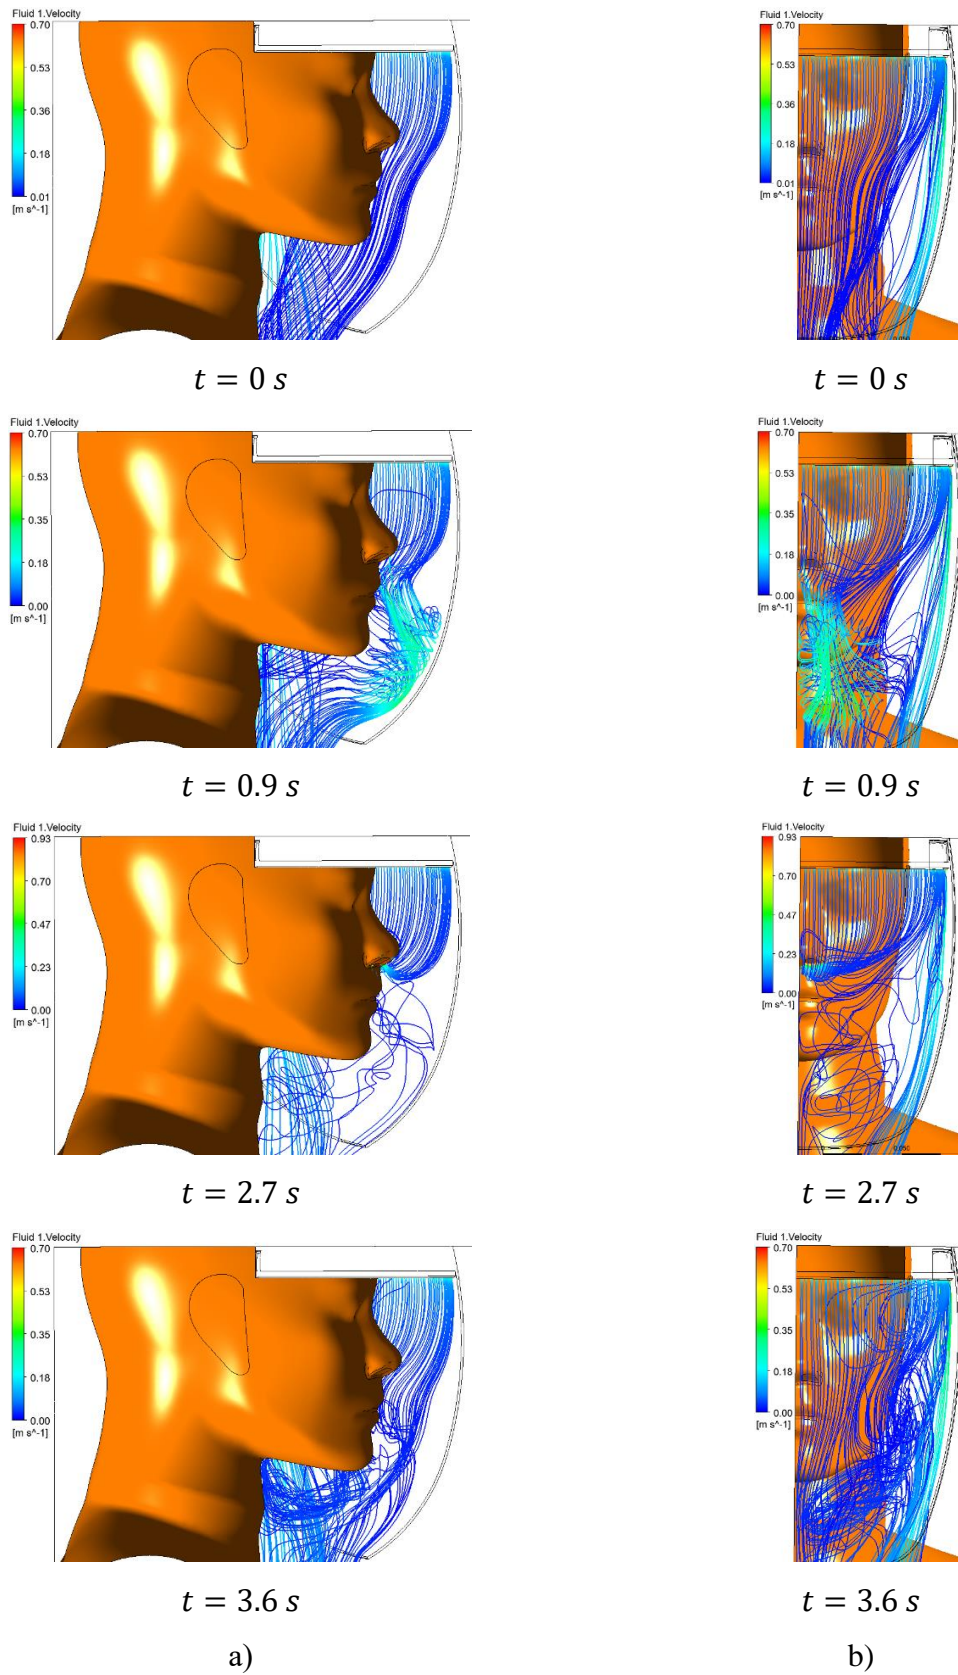 Fluid 1.Velocity
0.70
0.53
0.36
0.18
0.01
[m s^-1]
t = 0 s
Fluid 1.Velocity
0.70
0.53
0.36
0.18
0.01
[m s^-1]
t = 0 s
Fluid 1.Velocity
0.70
0.53
0.35
0.18
0.00
[m s^-1]
t = 0.9 s
Fluid 1.Velocity
0.70
0.53
0.35
0.18
0.00
[m s^-1]
t = 0.9 s
Fluid 1.Velocity
0.93
0.70
0.47
0.23
0.00
[m s^-1]
t = 2.7 s
Fluid 1.Velocity
0.93
0.70
0.47
0.23
0.00
[m s^-1]
t = 2.7 s
Fluid 1.Velocity
0.70
0.53
0.35
0.18
0.00
[m s^-1]
t = 3.6 s
Fluid 1.Velocity
0.70
0.53
0.35
0.18
0.00
[m s^-1]
t = 3.6 s
a)
b)